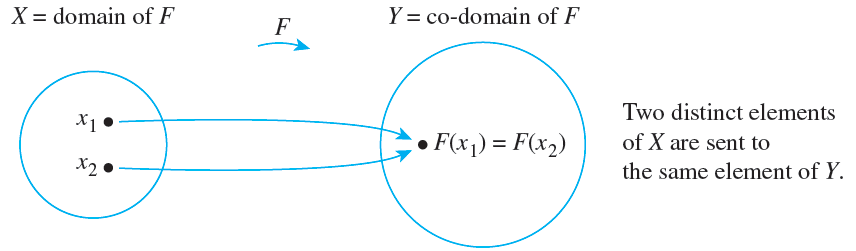 X = domain of F
F
Y = co-domain of F
x₁
x₂
F(x₁) = F(x₂)
Two distinct elements
of X are sent to
the same element of Y.